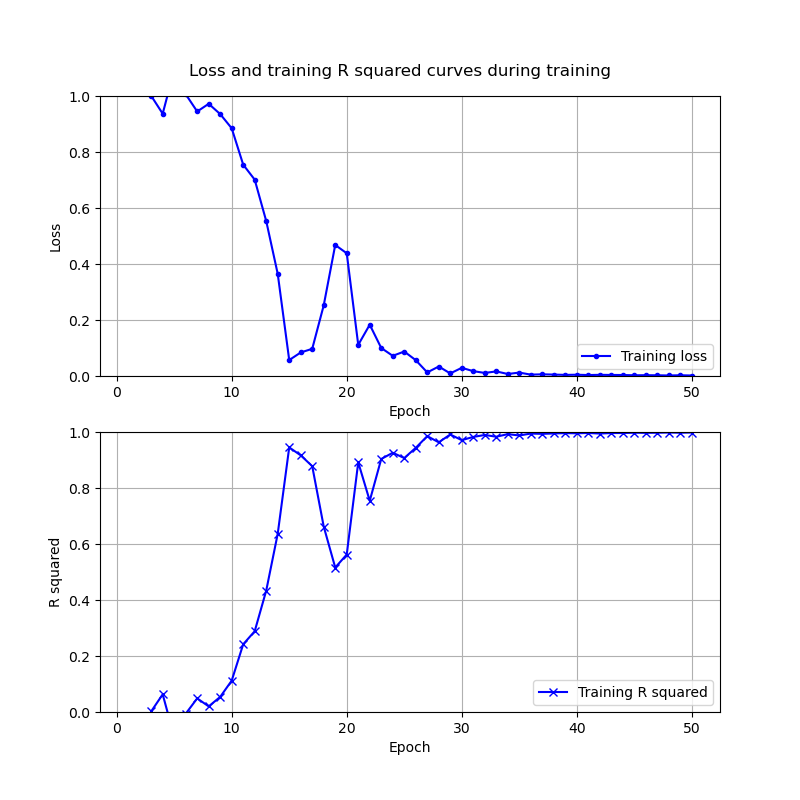 Loss and training R squared curves during training
1.0
0.8
0.6
0.4
0.2
0.0
Loss
Training loss
0 10 20 30 40 50
Epoch
1.0
0.8
0.6
0.4
0.2
0.0
R squared
Training R squared
0 10 20 30 40 50
Epoch